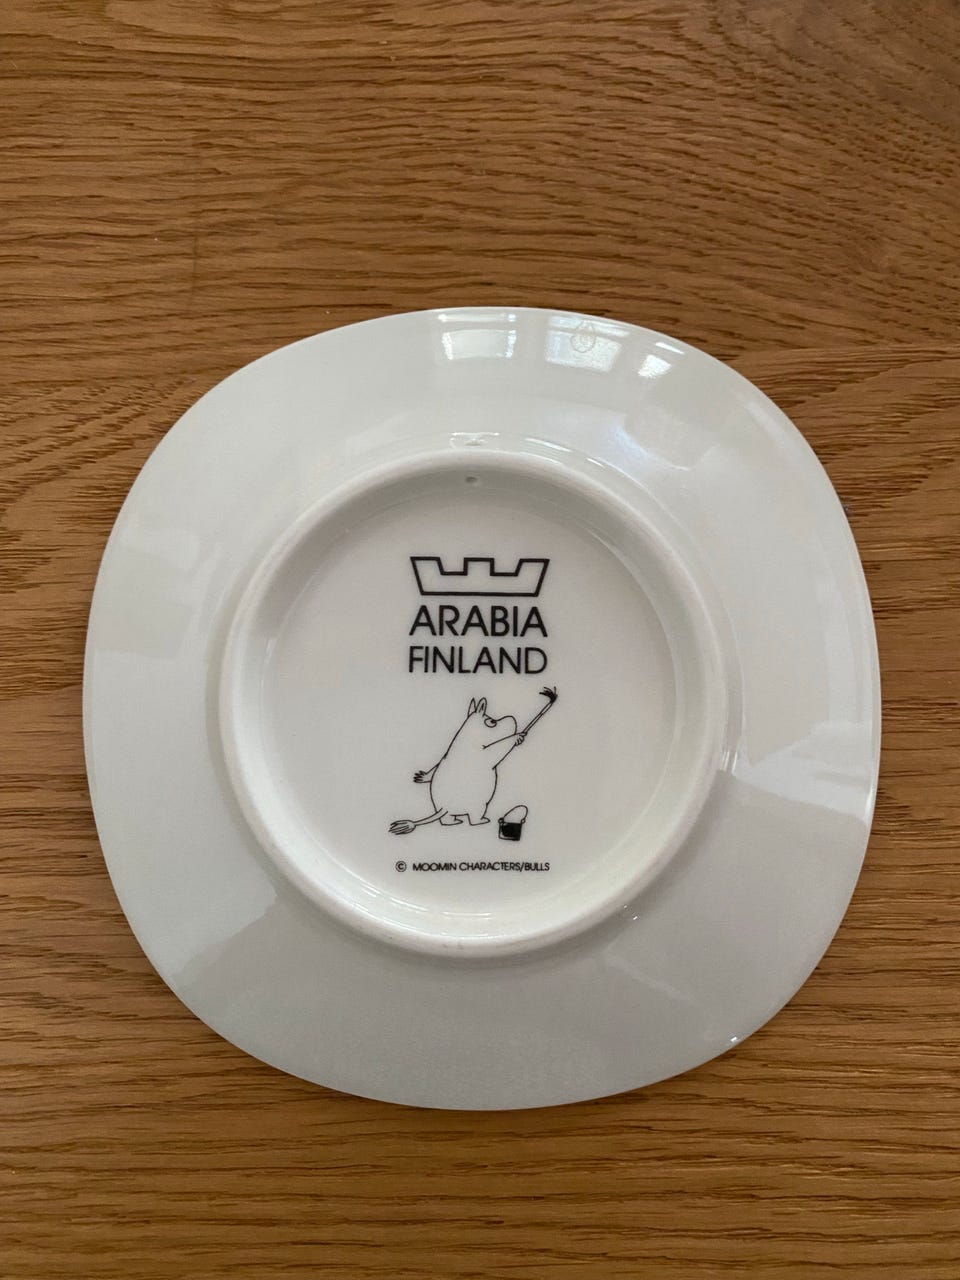 ARABIA
FINLAND
© MOOMIN CHARACTERS/BULLS